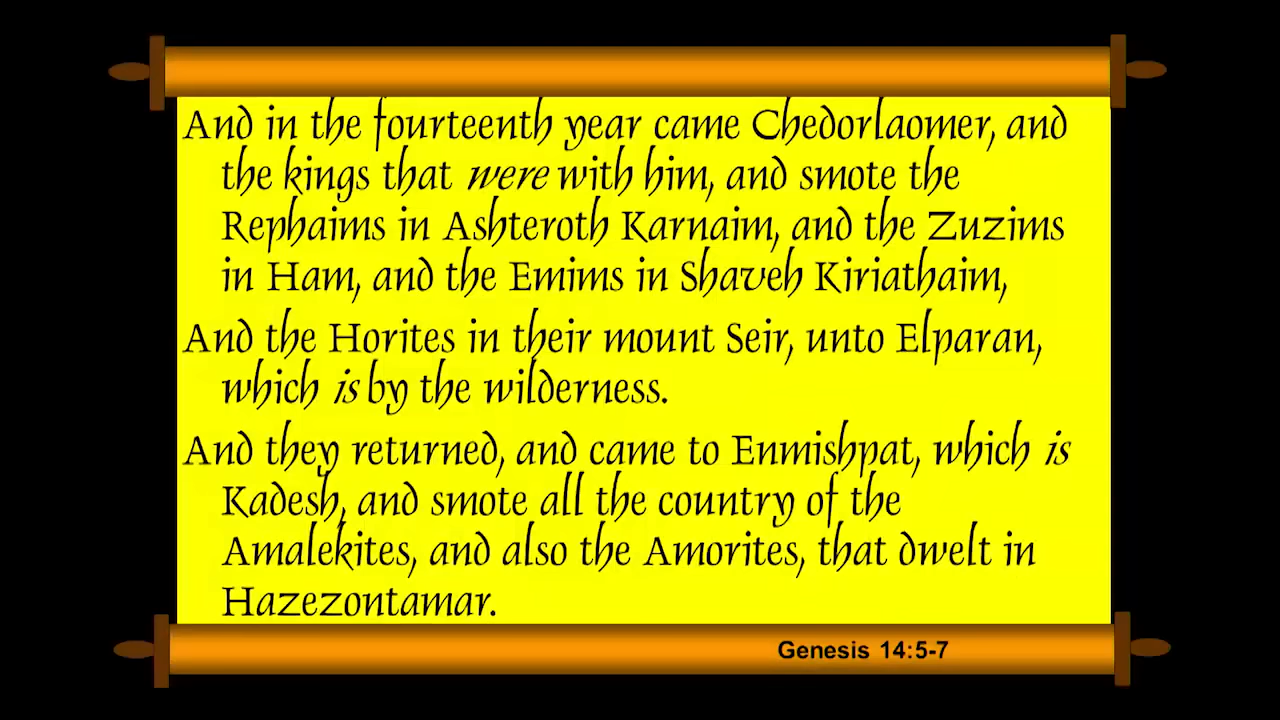 And in the fourteenth year came Chedorlaomer, and
the kings that were with him, and smote the
Rephaims in Ashteroth Karnaim, and the Zuzims
in Ham, and the Emims in Shaveh Kiriathaim,
And the Horites in their mount Seir, unto Elparan,
which is by the wilderness.
And they returned, and came to Enmishpat, which is
Kadesh, and smote all the country of the
Amalekites, and also the Amorites, that dwelt in
Hazezontamar.
Genesis 14:5-7